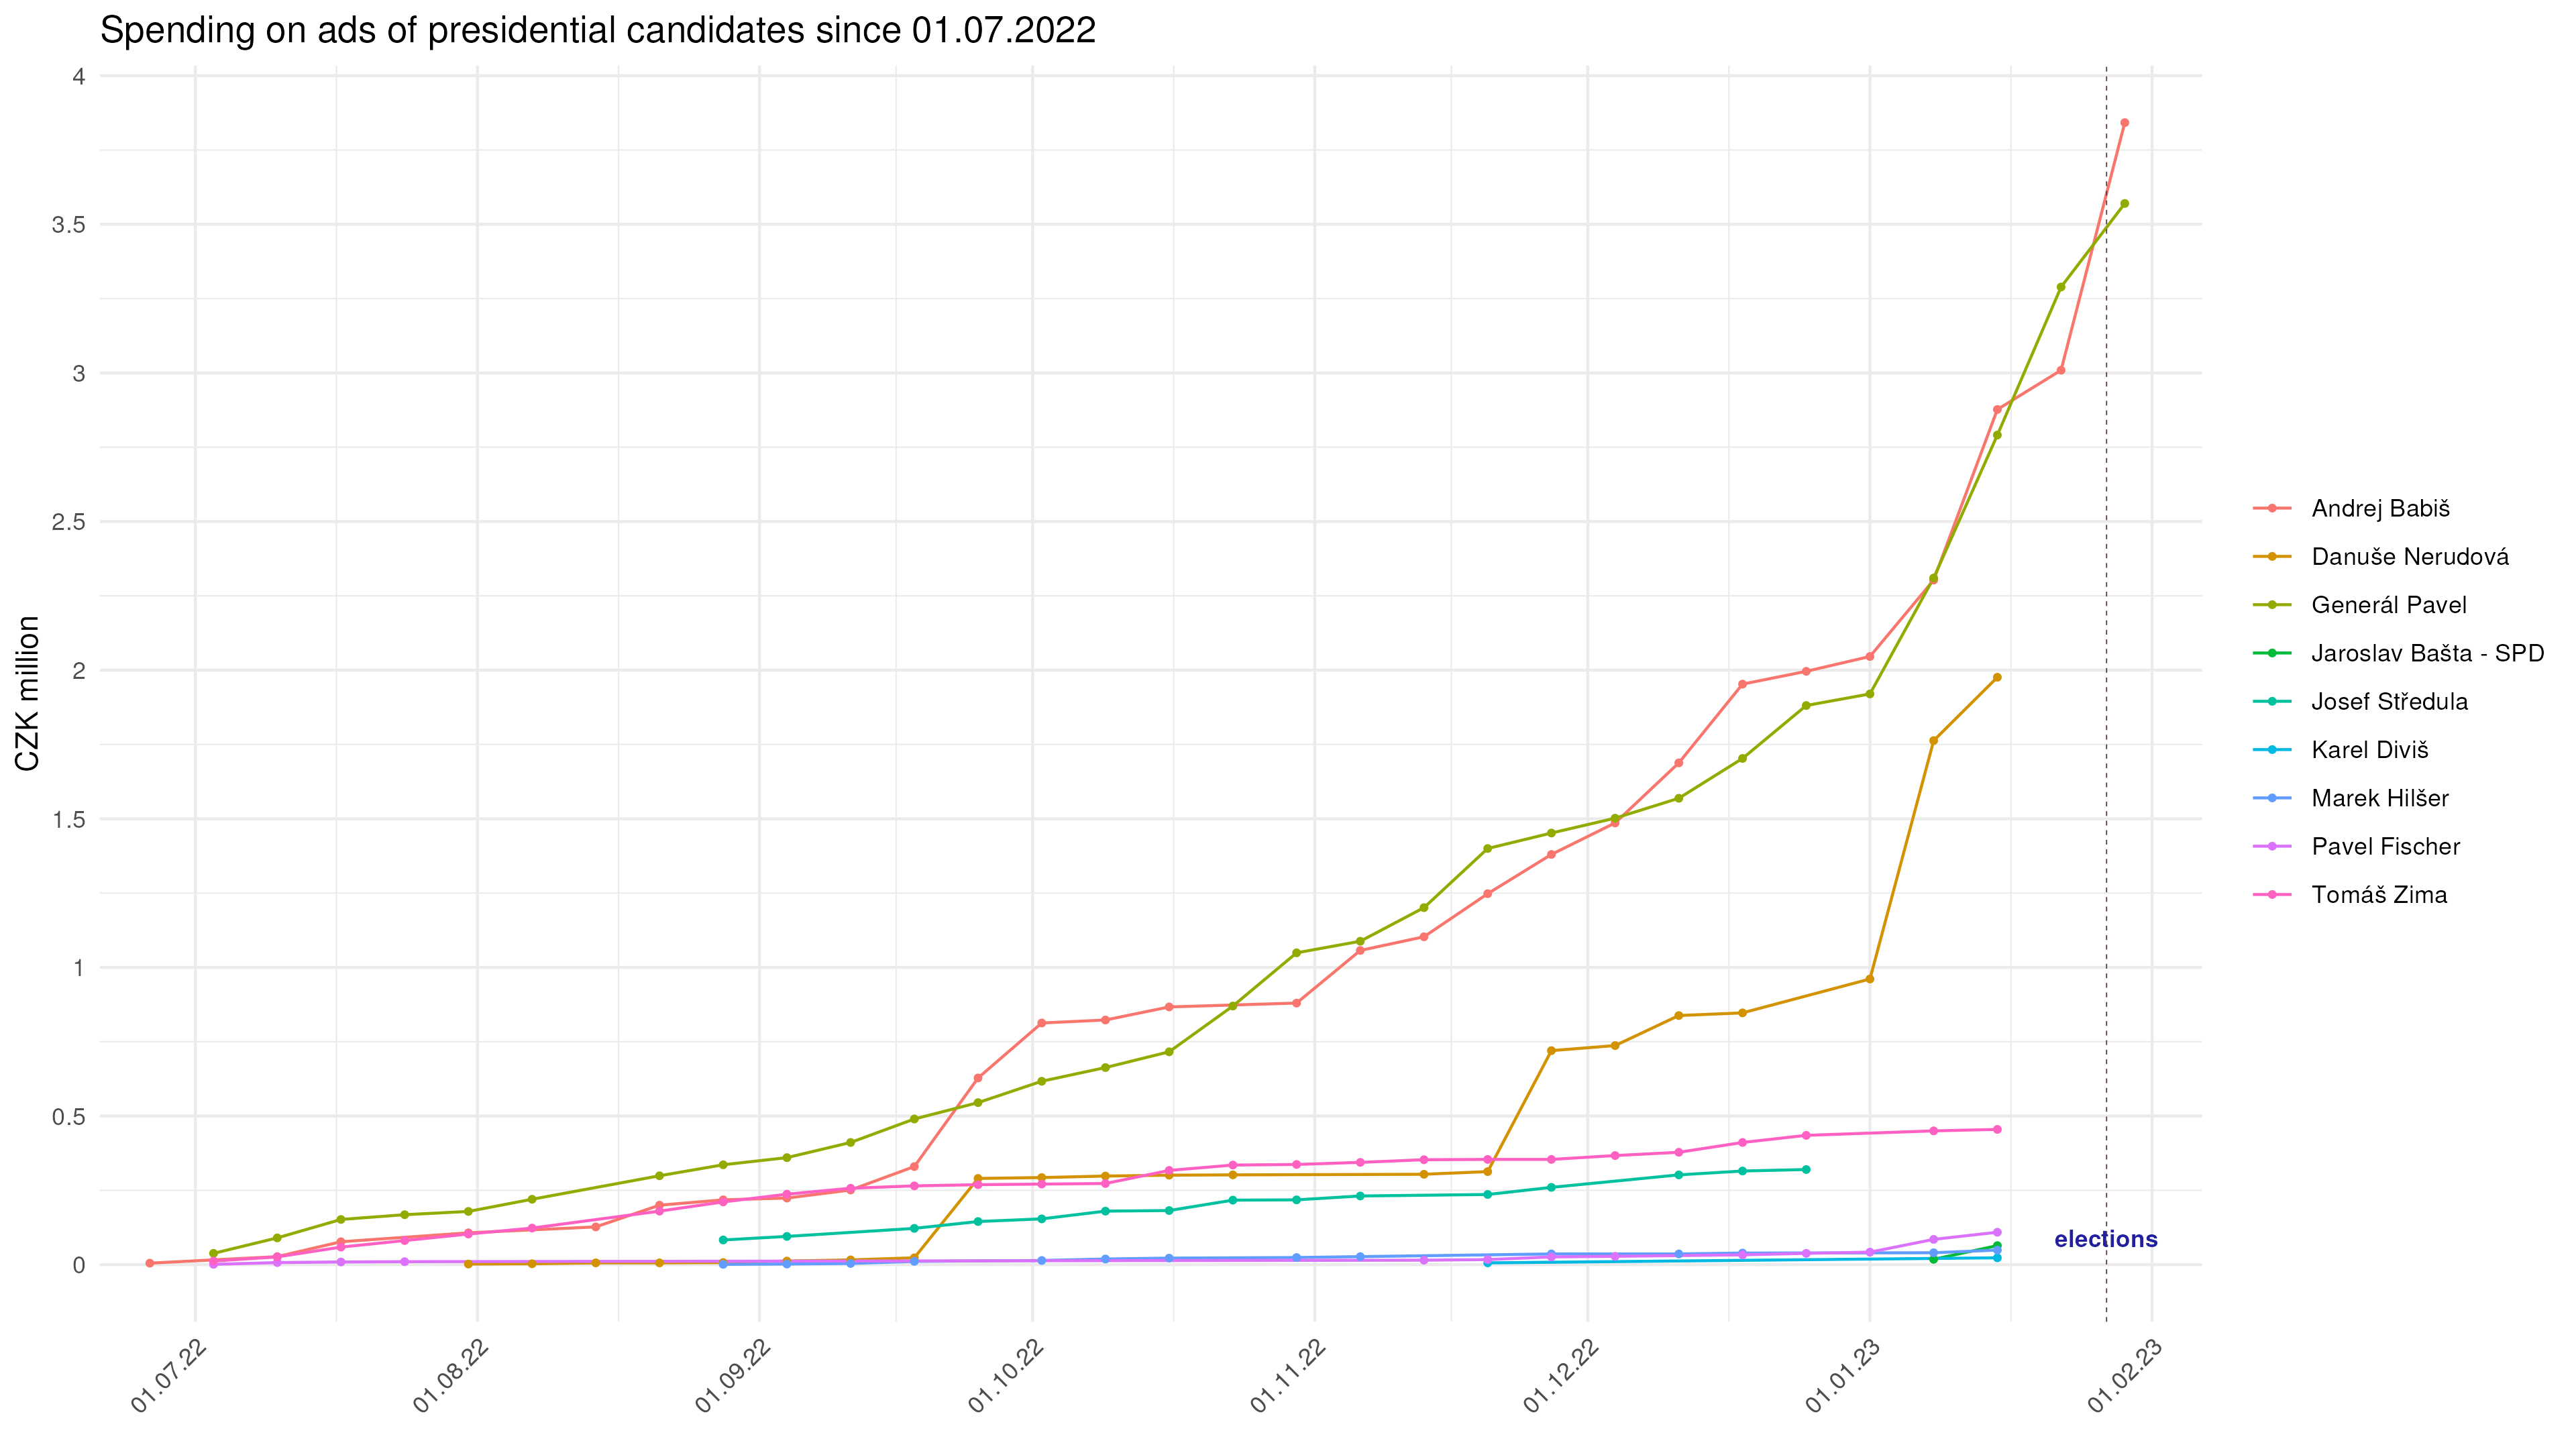 Spending on ads of presidential candidates since 01.07.2022
CZK million
4
3.5
3
2.5
2
1.5
1
0.5
0
elections
01.07.22
01.08.22
01.09.22
01.10.22
01.11.22
01.12.22
01.01.23
01.02.23
Andrej Babiš
Danuše Nerudová
Generál Pavel
Jaroslav Bašta - SPD
Josef Středula
Karel Diviš
Marek Hilšer
Pavel Fischer
Tomáš Zima